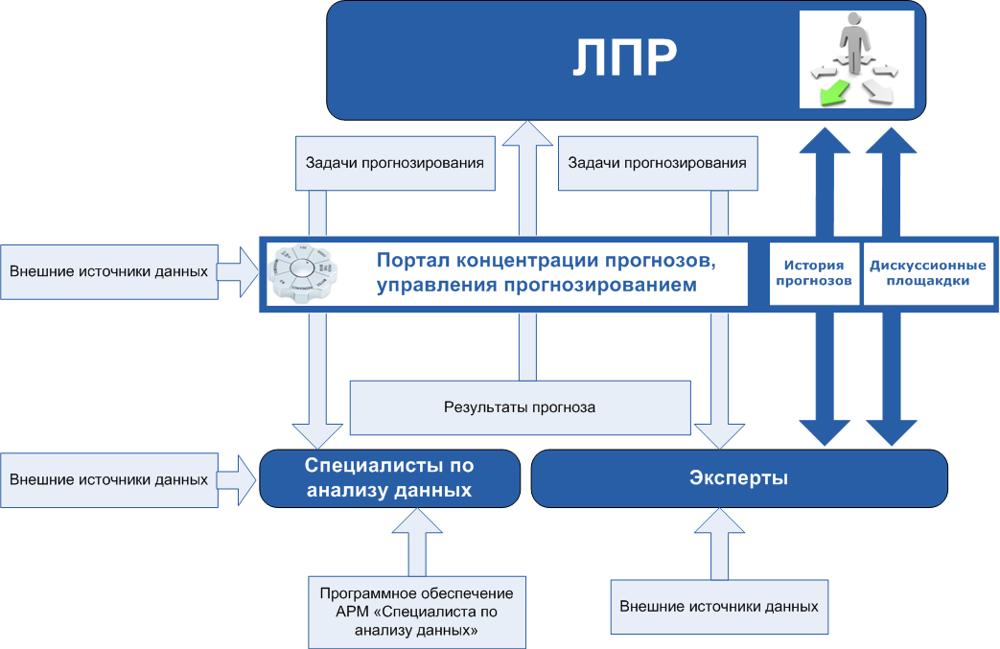 ЛПР
Задачи прогнозирования
Задачи прогнозирования
Внешние источники данных
Портал концентрации прогнозов,
управления прогнозированием
История
прогнозов
Дискуссионные
площакдки
Результаты прогноза
Внешние источники данных
Специалисты по
анализу данных
Эксперты
Программное обеспечение
АРМ «Специалиста по
анализу данных»
Внешние источники данных